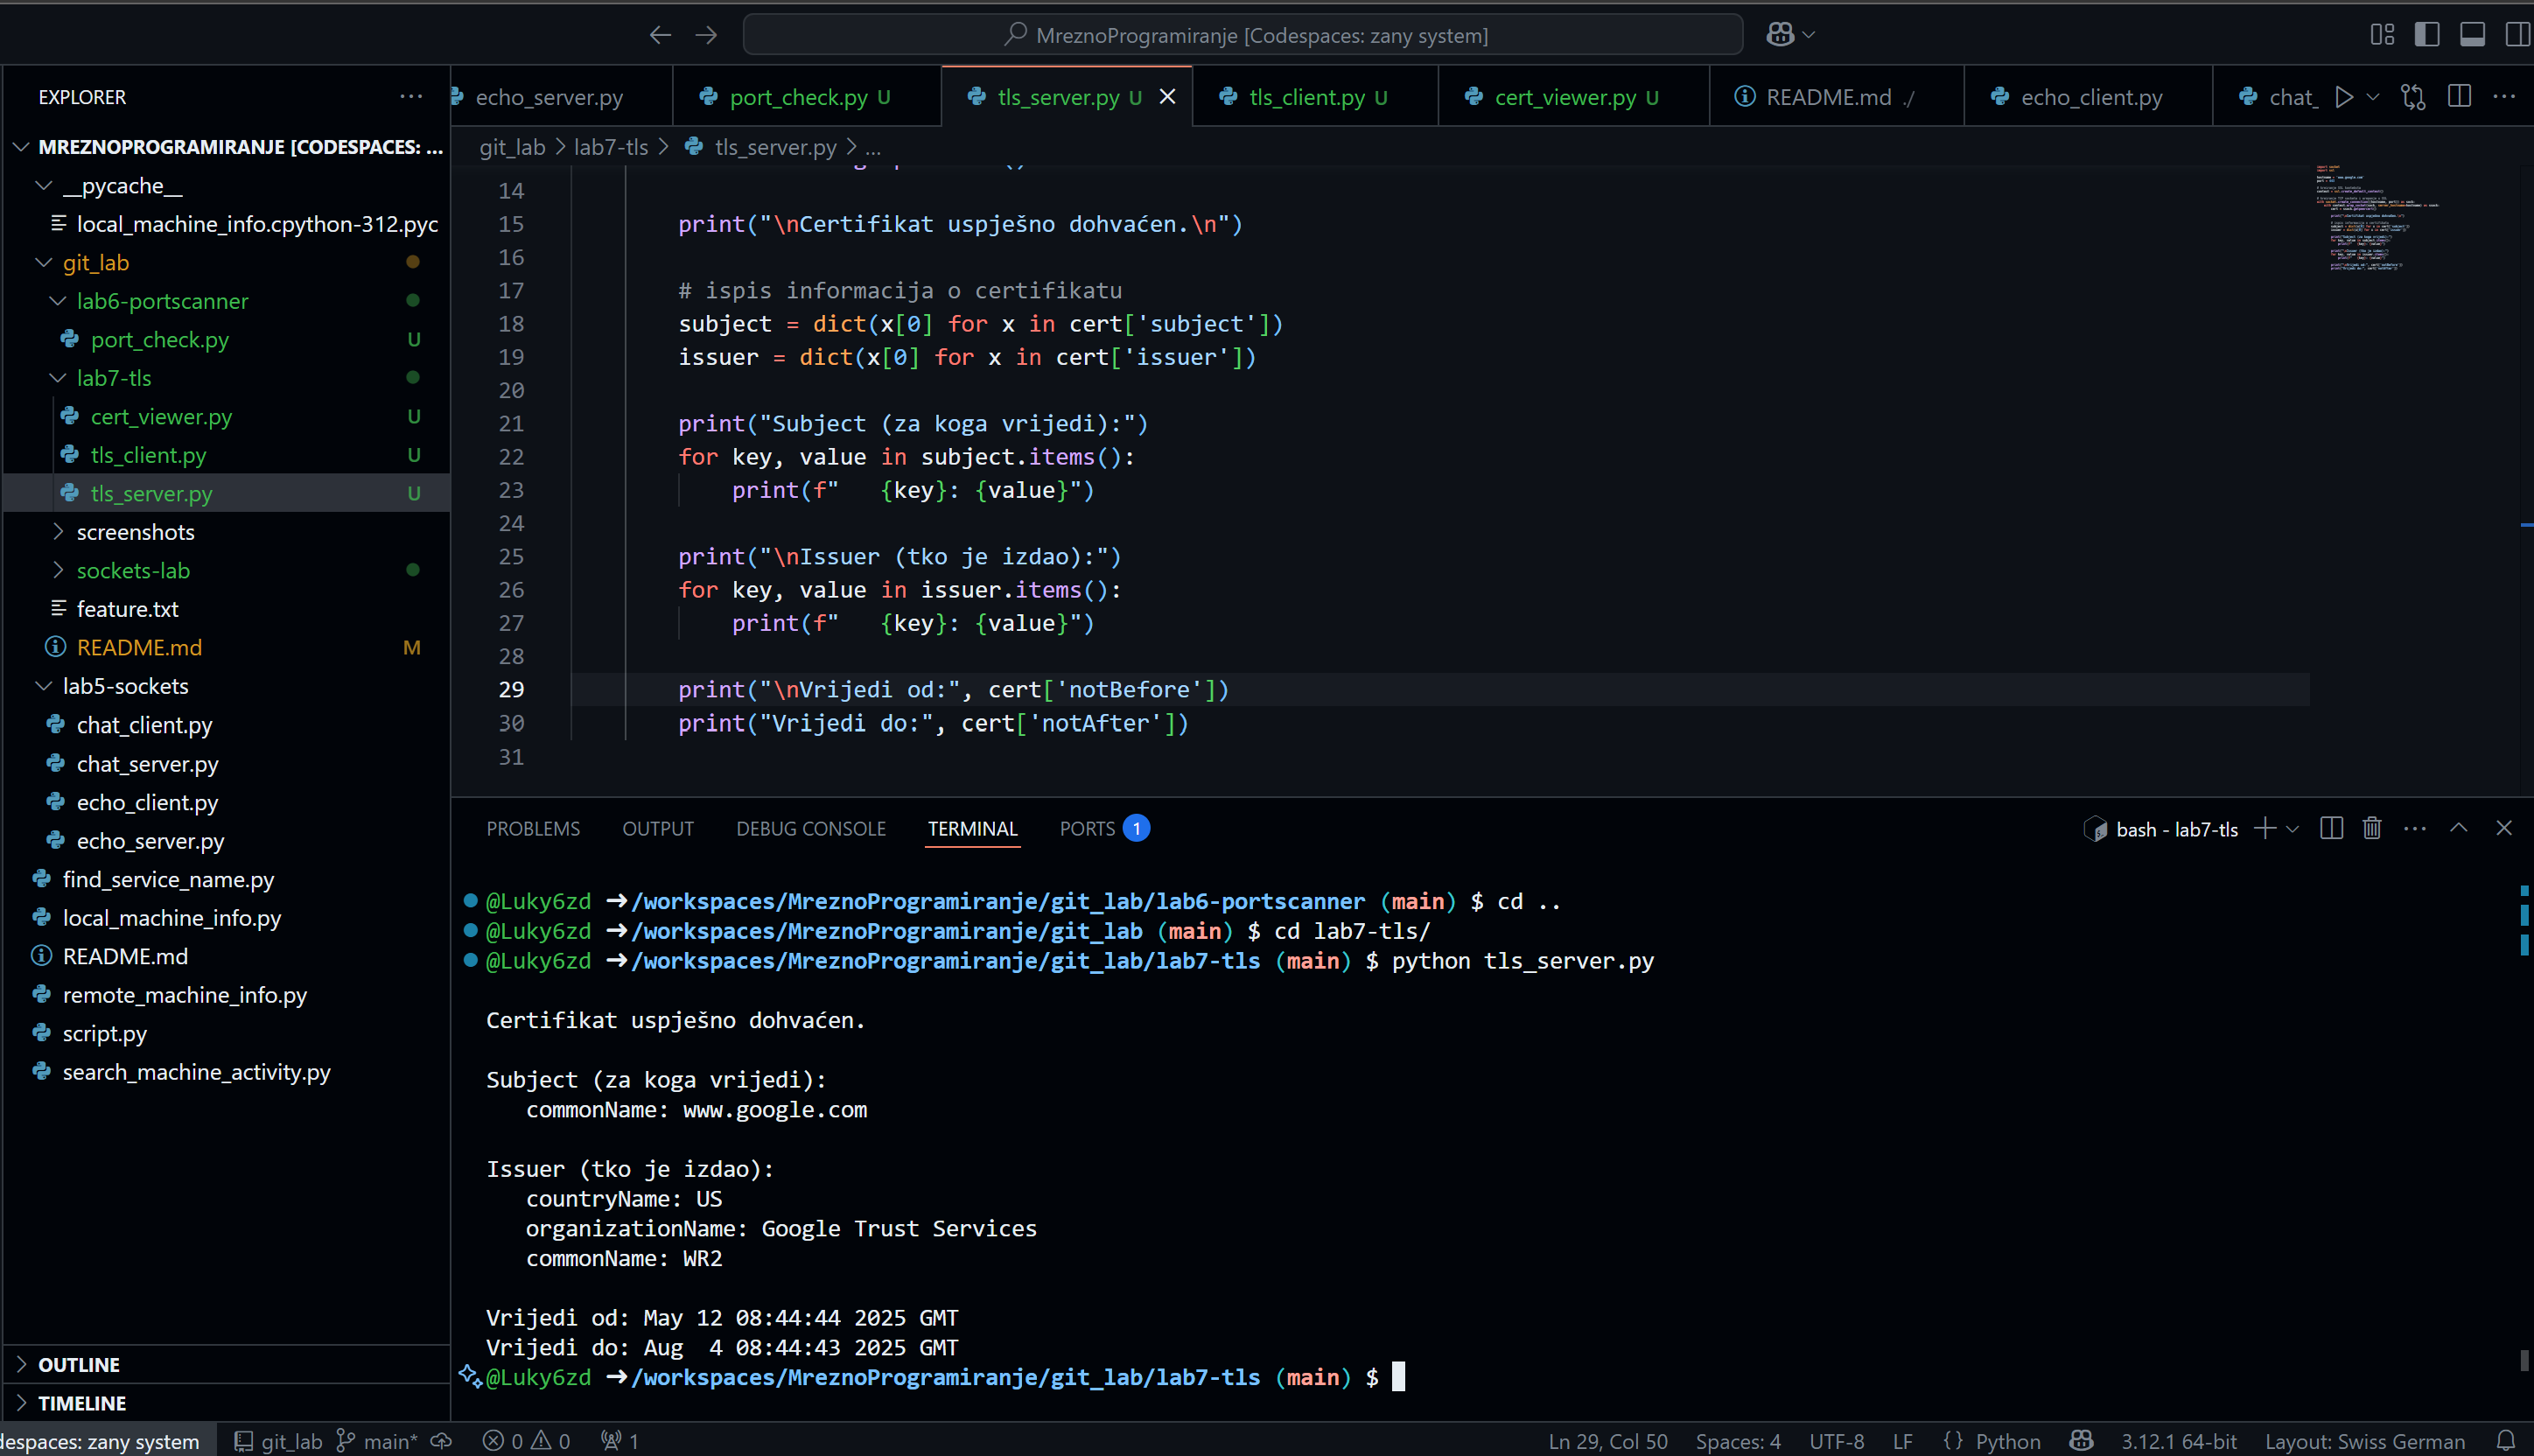 MreznoProgramiranje [Codespaces: zany system]
EXPLORER
echo_server.py
port_check.py U
tls_server.py U
tls_client.py U
cert_viewer.py U
README.md ./
echo_client.py
chat_
MREZNOPROGRAMIRANJE [CODESPACES: ...
__pycache__
local_machine_info.cpython-312.pyc
git_lab
lab6-portscanner
port_check.py U
lab7-tls
cert_viewer.py U
tls_client.py U
tls_server.py U
screenshots
sockets-lab
feature.txt
README.md M
lab5-sockets
chat_client.py
chat_server.py
echo_client.py
echo_server.py
find_service_name.py
local_machine_info.py
README.md
remote_machine_info.py
script.py
search_machine_activity.py
OUTLINE
TIMELINE
git_lab > lab7-tls > tls_server.py > ...
14
15 print("\nCertifikat uspješno dohvaćen.\n")
16
17 # ispis informacija o certifikatu
18 subject = dict(x[0] for x in cert['subject'])
19 issuer = dict(x[0] for x in cert['issuer'])
20
21 print("Subject (za koga vrijedi):")
22 for key, value in subject.items():
23 print(f"   {key}: {value}")
24
25 print("\nIssuer (tko je izdao):")
26 for key, value in issuer.items():
27 print(f"   {key}: {value}")
28
29 print("\nVrijedi od:", cert['notBefore'])
30 print("Vrijedi do:", cert['notAfter'])
31
PROBLEMS OUTPUT DEBUG CONSOLE TERMINAL PORTS 1
bash - lab7-tls
@Luky6zd ➜/workspaces/MreznoProgramiranje/git_lab/lab6-portscanner (main) $ cd ..
@Luky6zd ➜/workspaces/MreznoProgramiranje/git_lab (main) $ cd lab7-tls/
@Luky6zd ➜/workspaces/MreznoProgramiranje/git_lab/lab7-tls (main) $ python tls_server.py
Certifikat uspješno dohvaćen.
Subject (za koga vrijedi):
commonName: www.google.com
Issuer (tko je izdao):
countryName: US
organizationName: Google Trust Services
commonName: WR2
Vrijedi od: May 12 08:44:44 2025 GMT
Vrijedi do: Aug  4 08:44:43 2025 GMT
@Luky6zd ➜/workspaces/MreznoProgramiranje/git_lab/lab7-tls (main) $
despaces: zany system git_lab main* 0 0 1 Ln 29, Col 50 Spaces: 4 UTF-8 LF {} Python 3.12.1 64-bit Layout: Swiss German